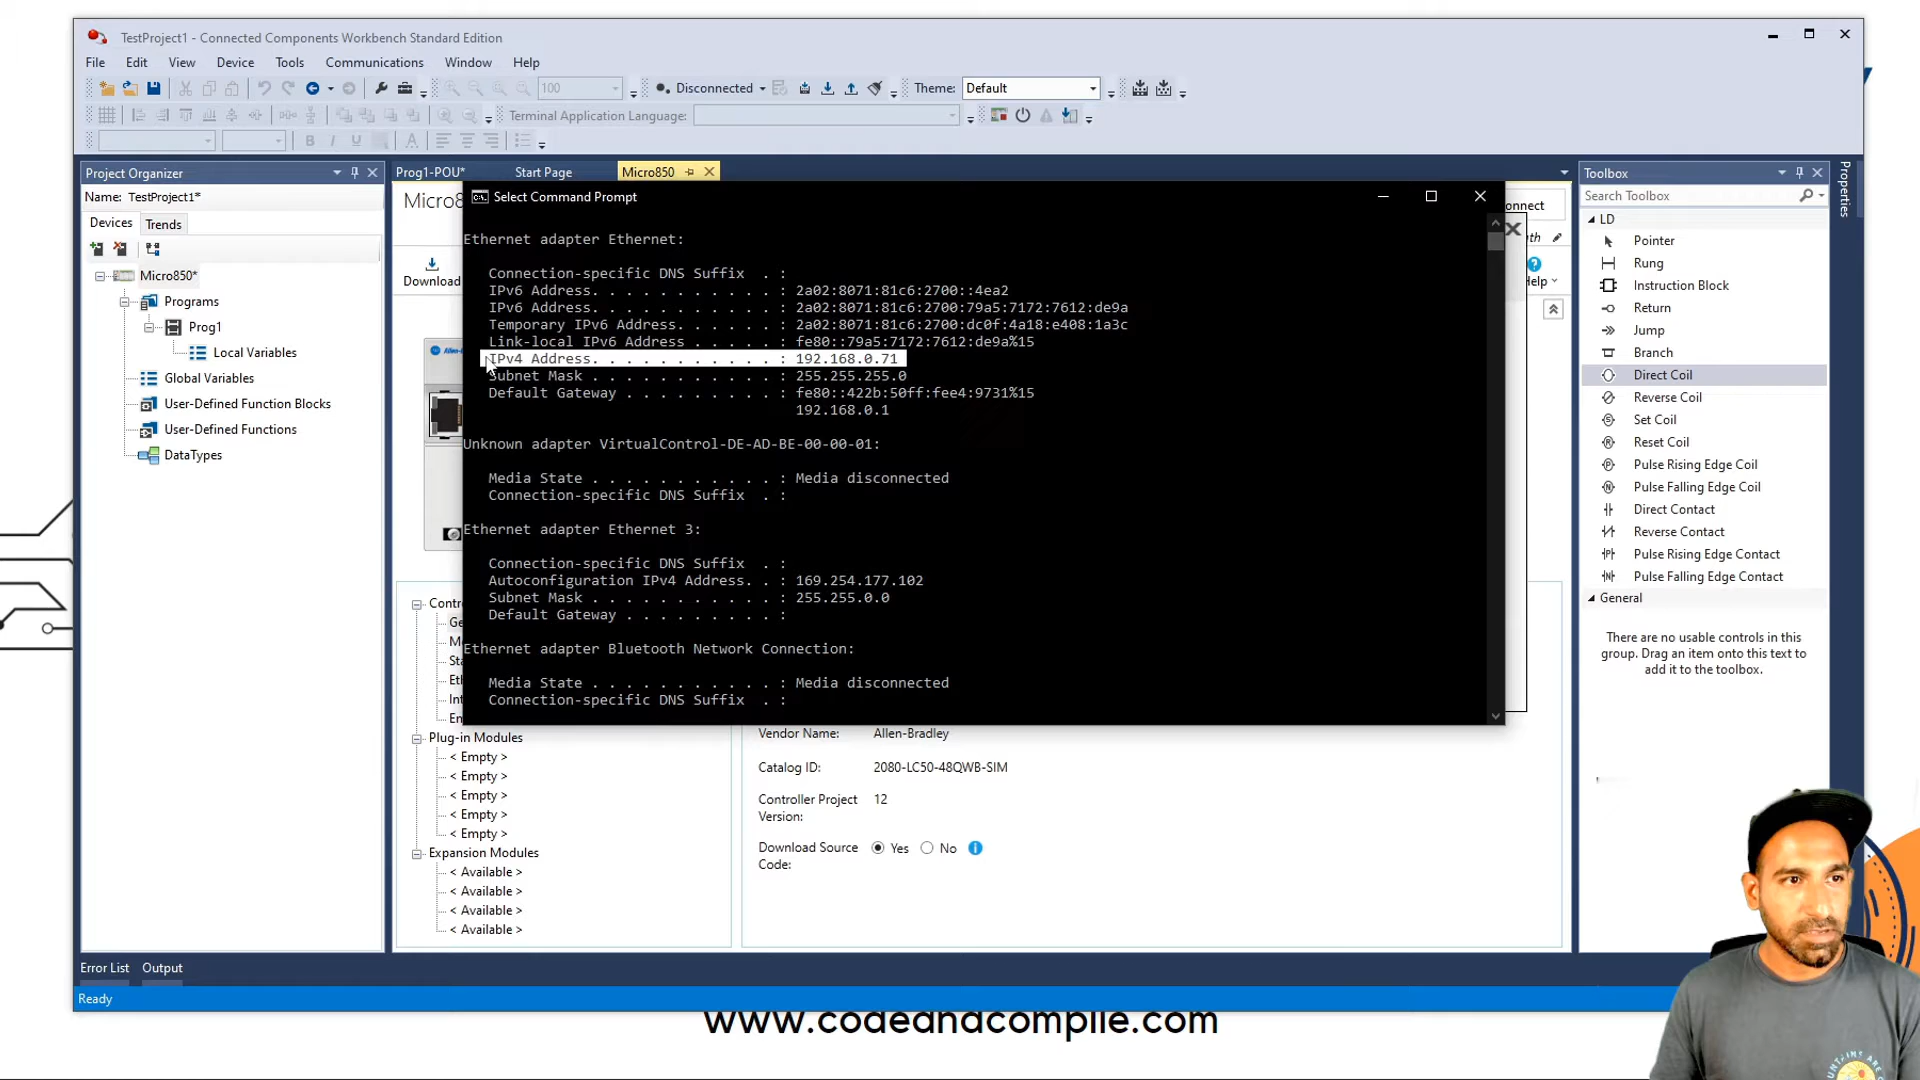 TestProject1 - Connected Components Workbench Standard Edition
File Edit View Device Tools Communications Window Help
100 Disconnected Theme: Default
Terminal Application Language:
B I U A
Project Organizer
Name: TestProject1*
Devices Trends
Micro850*
Programs
Prog1
Local Variables
Global Variables
User-Defined Function Blocks
User-Defined Functions
DataTypes
Prog1-POU* Start Page Micro850
Download
Select Command Prompt
Ethernet adapter Ethernet:
Connection-specific DNS Suffix . :
IPv6 Address. . . . . . . . . . . : 2a02:8071:81c6:2700::4ea2
IPv6 Address. . . . . . . . . . . : 2a02:8071:81c6:2700:79a5:7172:7612:de9a
Temporary IPv6 Address. . . . . . : 2a02:8071:81c6:2700:dc0f:4a18:e408:1a3c
Link-local IPv6 Address . . . . . : fe80::79a5:7172:7612:de9a%15
IPv4 Address. . . . . . . . . . . : 192.168.0.71
Subnet Mask . . . . . . . . . . . : 255.255.255.0
Default Gateway . . . . . . . . . : fe80::422b:50ff:fee4:9731%15
192.168.0.1
Unknown adapter VirtualControl-DE-AD-BE-00-00-01:
Media State . . . . . . . . . . . : Media disconnected
Connection-specific DNS Suffix . :
Ethernet adapter Ethernet 3:
Connection-specific DNS Suffix . :
Autoconfiguration IPv4 Address. . : 169.254.177.102
Subnet Mask . . . . . . . . . . . : 255.255.0.0
Default Gateway . . . . . . . . . :
Ethernet adapter Bluetooth Network Connection:
Media State . . . . . . . . . . . : Media disconnected
Connection-specific DNS Suffix . :
Plug-in Modules
< Empty >
< Empty >
< Empty >
< Empty >
< Empty >
Expansion Modules
< Available >
< Available >
< Available >
< Available >
Vendor Name: Allen-Bradley
Catalog ID: 2080-LC50-48QWB-SIM
Controller Project Version: 12
Download Source Code: Yes No
Toolbox
Search Toolbox
LD
Pointer
Rung
Instruction Block
Return
Jump
Branch
Direct Coil
Reverse Coil
Set Coil
Reset Coil
Pulse Rising Edge Coil
Pulse Falling Edge Coil
Direct Contact
Reverse Contact
Pulse Rising Edge Contact
Pulse Falling Edge Contact
General
There are no usable controls in this
group. Drag an item onto this text to
add it to the toolbox.
Properties
Error List Output
Ready
www.codeandcompile.com